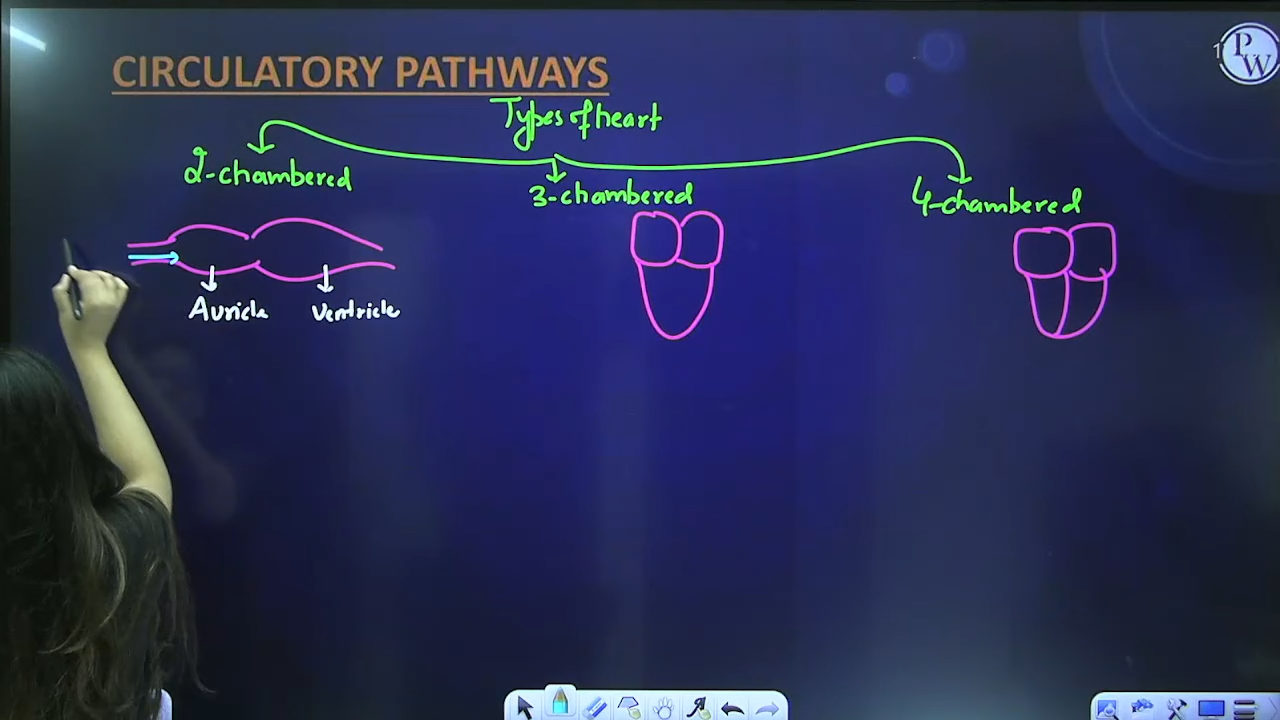 CIRCULATORY PATHWAYS
PW
Types of heart
2-chambered
3-chambered
4-chambered
Auricle
Ventricle